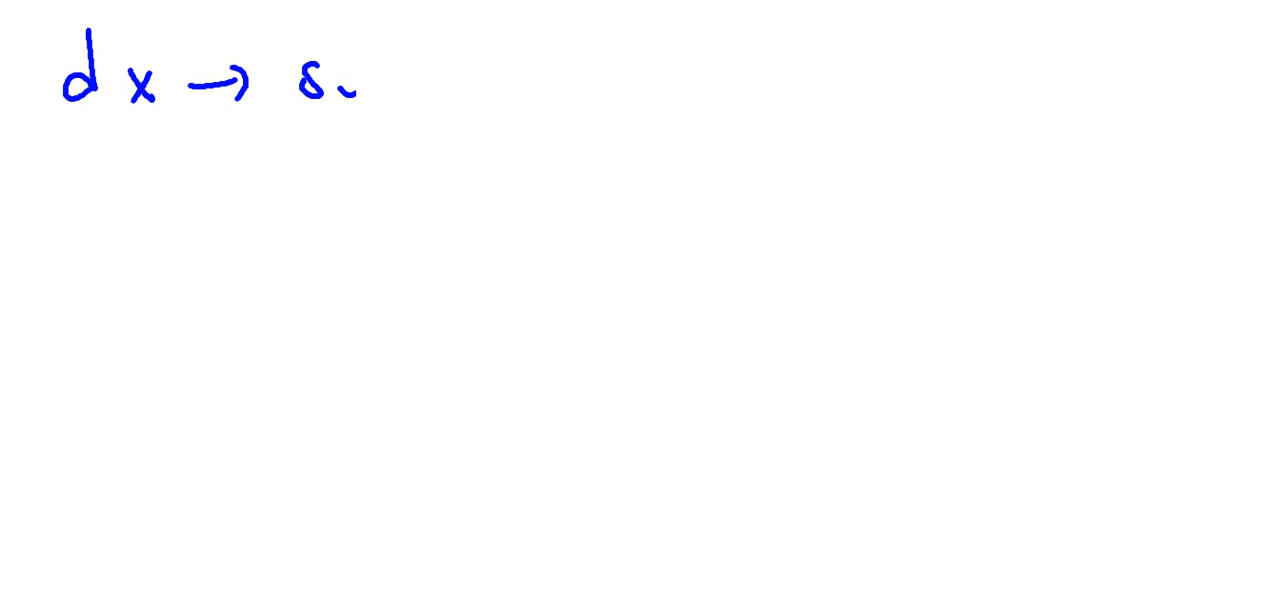 dx → s